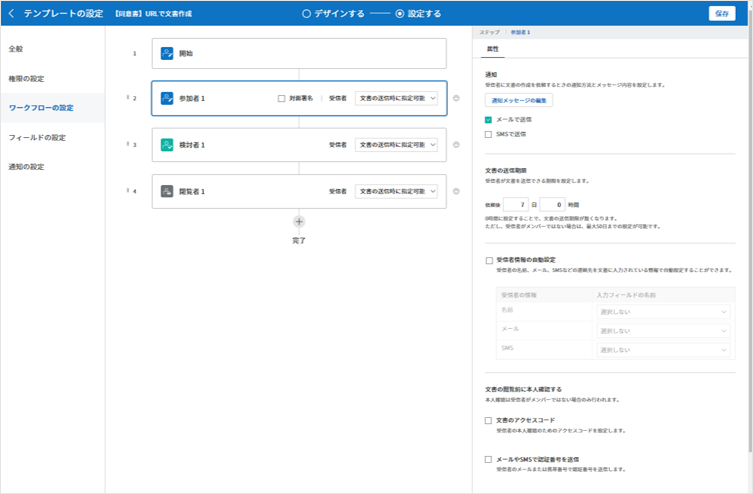 テンプレートの設定 【同意書】URLで文書作成 デザインする 設定する 保存
全般
権限の設定
ワークフローの設定
フィールドの設定
通知の設定
1 開始
2 参加者 1 対面署名 受信者 文書の送信時に指定可能
3 検討者 1 受信者 文書の送信時に指定可能
4 閲覧者 1 受信者 文書の送信時に指定可能
完了
ステップ 参加者 1
属性
通知
受信者に文書の作成を依頼するときの通知方法とメッセージ内容を設定します。
通知メッセージの編集
メールで送信
SMSで送信
文書の送信期限
受信者が文書を送信できる期限を設定します。
依頼後 7 日 0 時間
0時間に設定することで、文書の送信期限が無くなります。
ただし、受信者がメンバーではない場合は、最大50日までの指定が可能です。
受信者情報の自動設定
受信者の名前、メール、SMSなどの連絡先を文書に入力されている情報で自動設定することができます。
受信者の情報 入力フィールドの名前
名前 選択しない
メール 選択しない
SMS 選択しない
文書の閲覧前に本人確認する
本人確認は受信者がメンバーではない場合のみ行われます。
文書のアクセスコード
受信者の本人確認のためのアクセスコードを設定します。
メールやSMSで認証番号を送信
受信者のメールまたは携帯番号で認証番号を送信します。